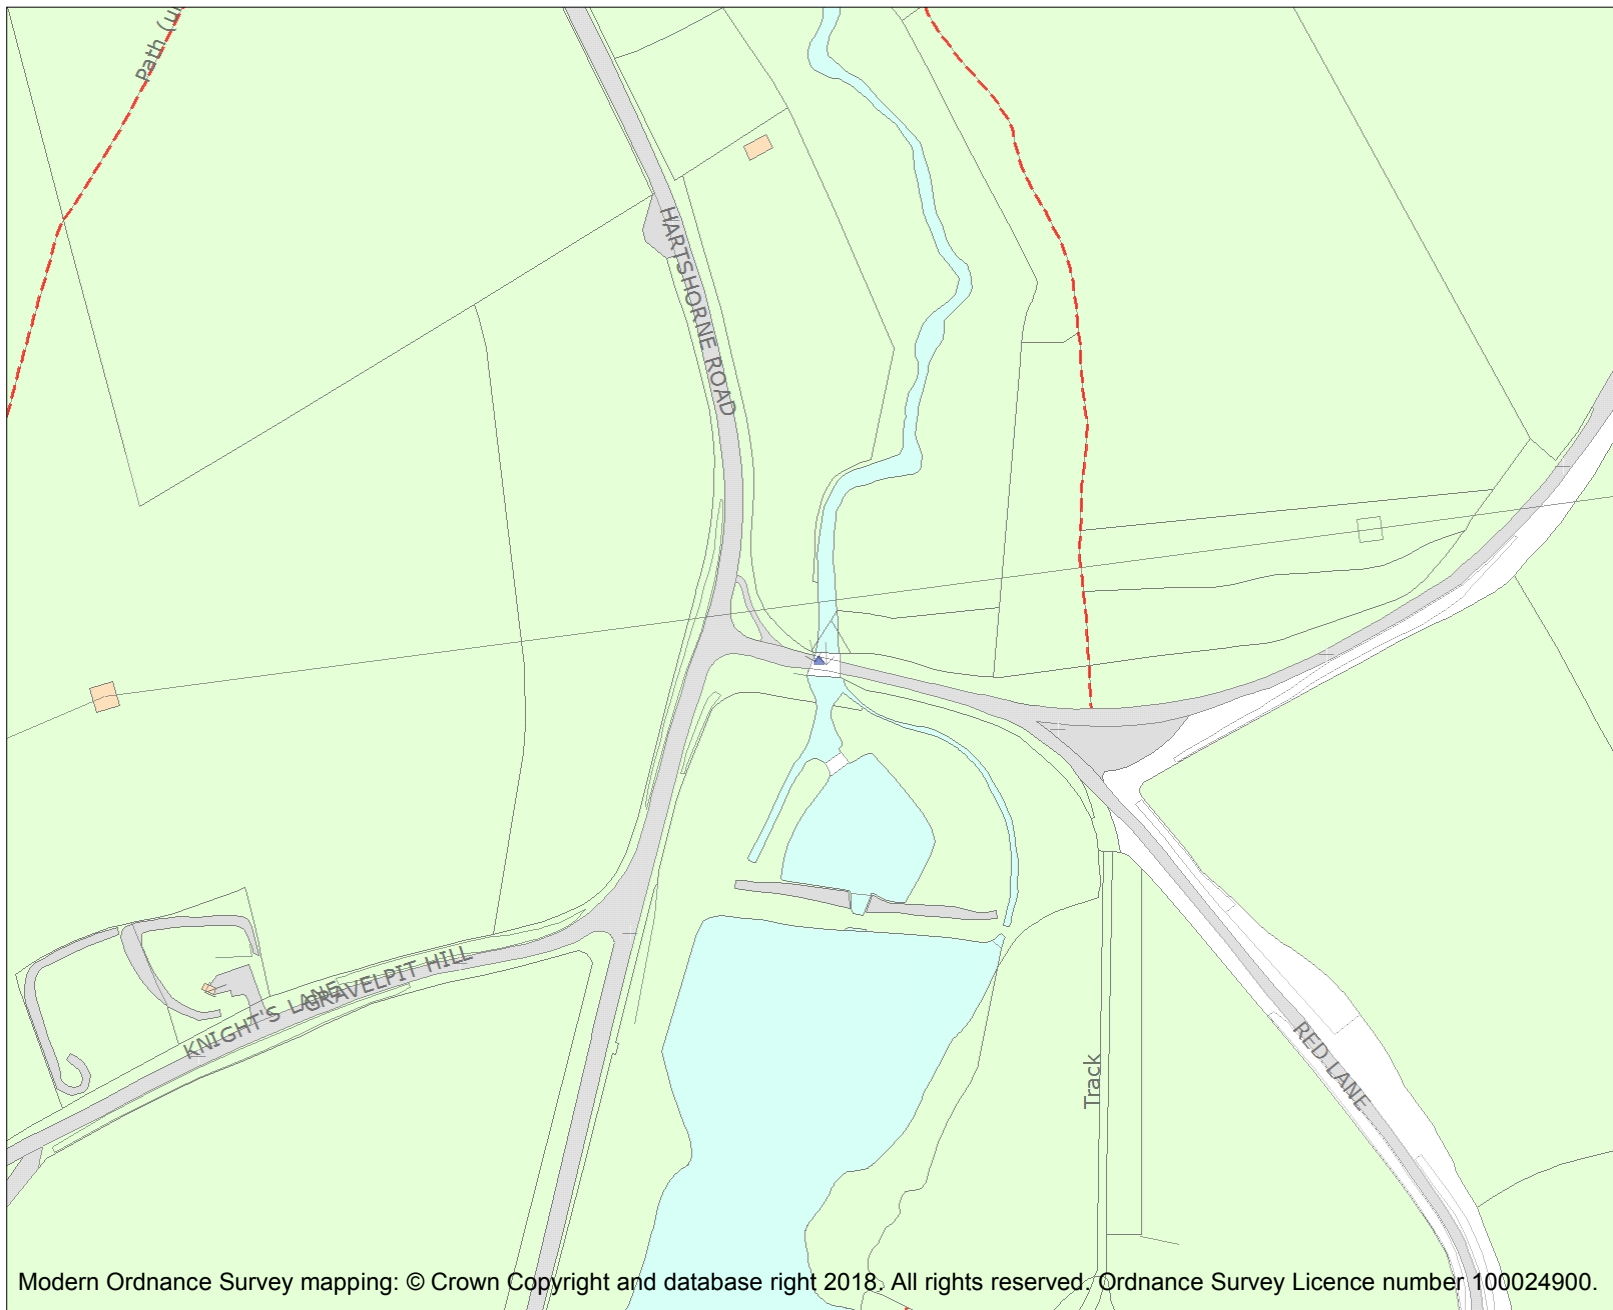 Path (u
HARTSHORNE ROAD
KNIGHT'S LANE
GRAVELPIT HILL
Track
RED LANE
Modern Ordnance Survey mapping: © Crown Copyright and database right 2018. All rights reserved. Ordnance Survey Licence number 100024900.